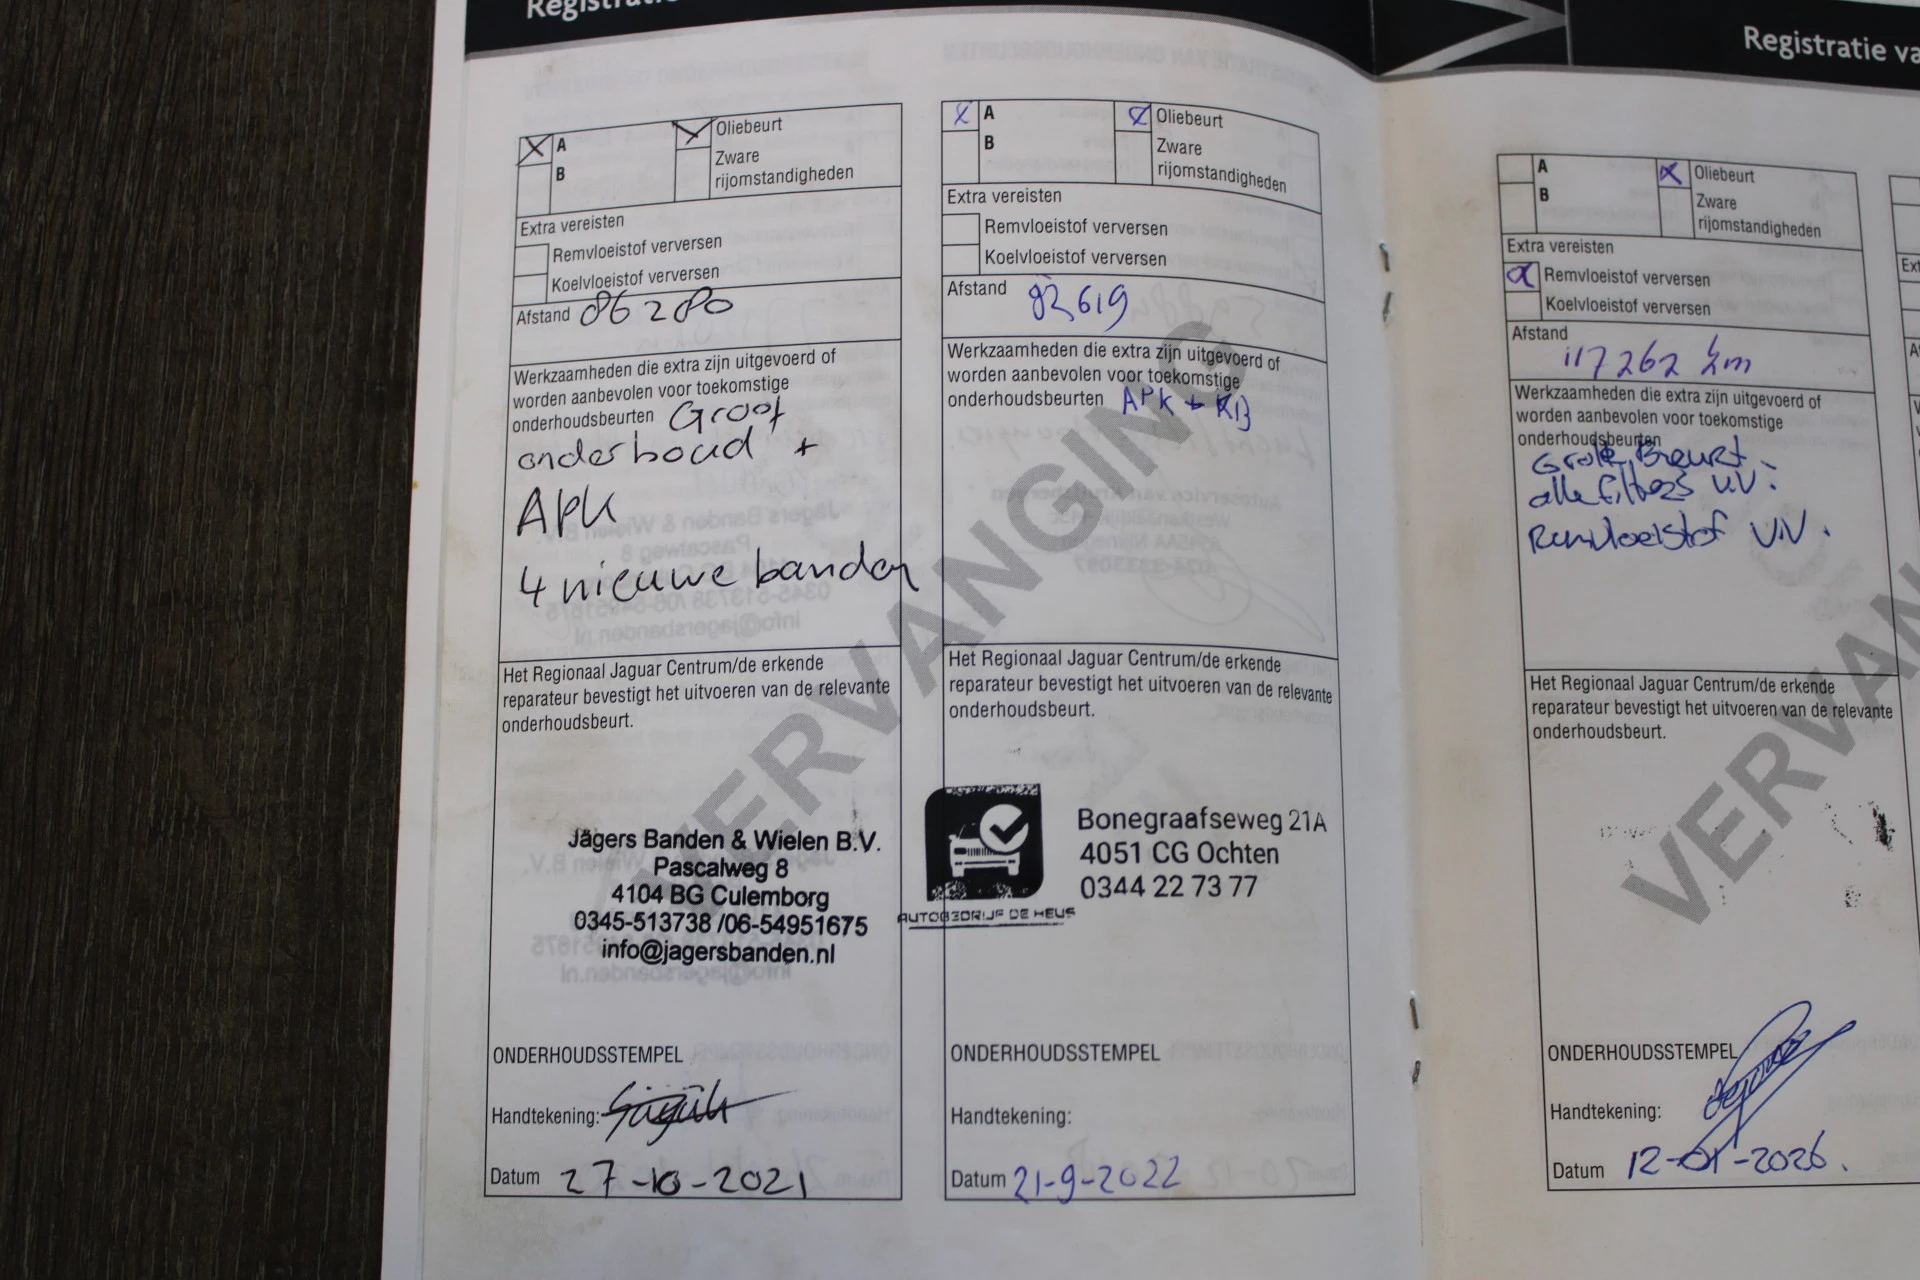 Registratie
A
Oliebeurt
B
Zware
rijomstandigheden
Extra vereisten
Remvloeistof verversen
Koelvloeistof verversen
Afstand 86280
Werkzaamheden die extra zijn uitgevoerd of
worden aanbevolen voor toekomstige
onderhoudsbeurten Groot
onderhoud +
APK
4 nieuwe banden
Het Regionaal Jaguar Centrum/de erkende
reparateur bevestigt het uitvoeren van de relevante
onderhoudsbeurt.
Jägers Banden & Wielen B.V.
Pascalweg 8
4104 BG Culemborg
0345-513738 /06-54951675
info@jagersbanden.nl
ONDERHOUDSSTEMPEL
Handtekening:
Datum 27-10-2021
A
Oliebeurt
B
Zware
rijomstandigheden
Extra vereisten
Remvloeistof verversen
Koelvloeistof verversen
Afstand
Werkzaamheden die extra zijn uitgevoerd of
worden aanbevolen voor toekomstige
onderhoudsbeurten APK + KB
VERVANGING
Het Regionaal Jaguar Centrum/de erkende
reparateur bevestigt het uitvoeren van de relevante
onderhoudsbeurt.
AUTOBEDRIJF DE HEUS
Bonegraafseweg 21A
4051 CG Ochten
0344 22 73 77
ONDERHOUDSSTEMPEL
Handtekening:
Datum 21-9-2022
Registratie va
A
Oliebeurt
B
Zware
rijomstandigheden
Extra vereisten
Remvloeistof verversen
Koelvloeistof verversen
Afstand
117262 km
Werkzaamheden die extra zijn uitgevoerd of
worden aanbevolen voor toekomstige
onderhoudsbeurten
Grote Beurt
alle filters V.V.
Remvloeistof V.V.
VERVAN
Het Regionaal Jaguar Centrum/de erkende
reparateur bevestigt het uitvoeren van de relevante
onderhoudsbeurt.
ONDERHOUDSSTEMPEL
Handtekening:
Datum 12-01-2026.